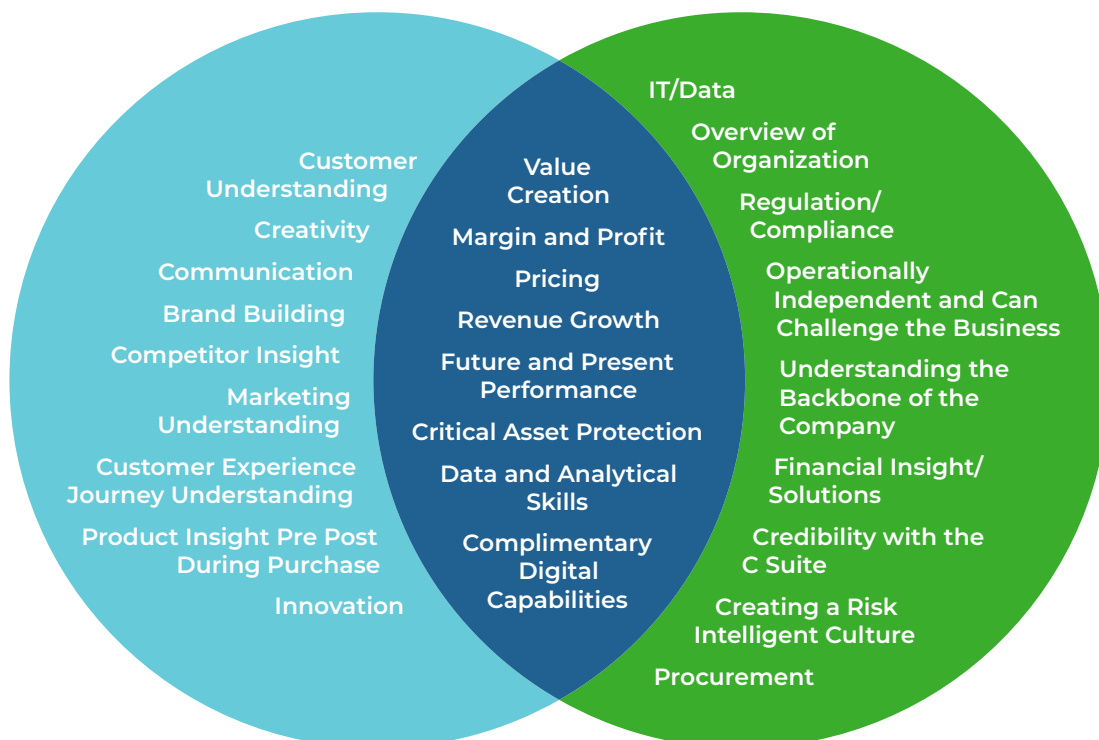 Customer
Understanding
Creativity
Communication
Brand Building
Competitor Insight
Marketing
Understanding
Customer Experience
Journey Understanding
Product Insight Pre Post
During Purchase
Innovation
Value
Creation
Margin and Profit
Pricing
Revenue Growth
Future and Present
Performance
Critical Asset Protection
Data and Analytical
Skills
Complimentary
Digital
Capabilities
IT/Data
Overview of
Organization
Regulation/
Compliance
Operationally
Independent and Can
Challenge the Business
Understanding the
Backbone of the
Company
Financial Insight/
Solutions
Credibility with the
C Suite
Creating a Risk
Intelligent Culture
Procurement